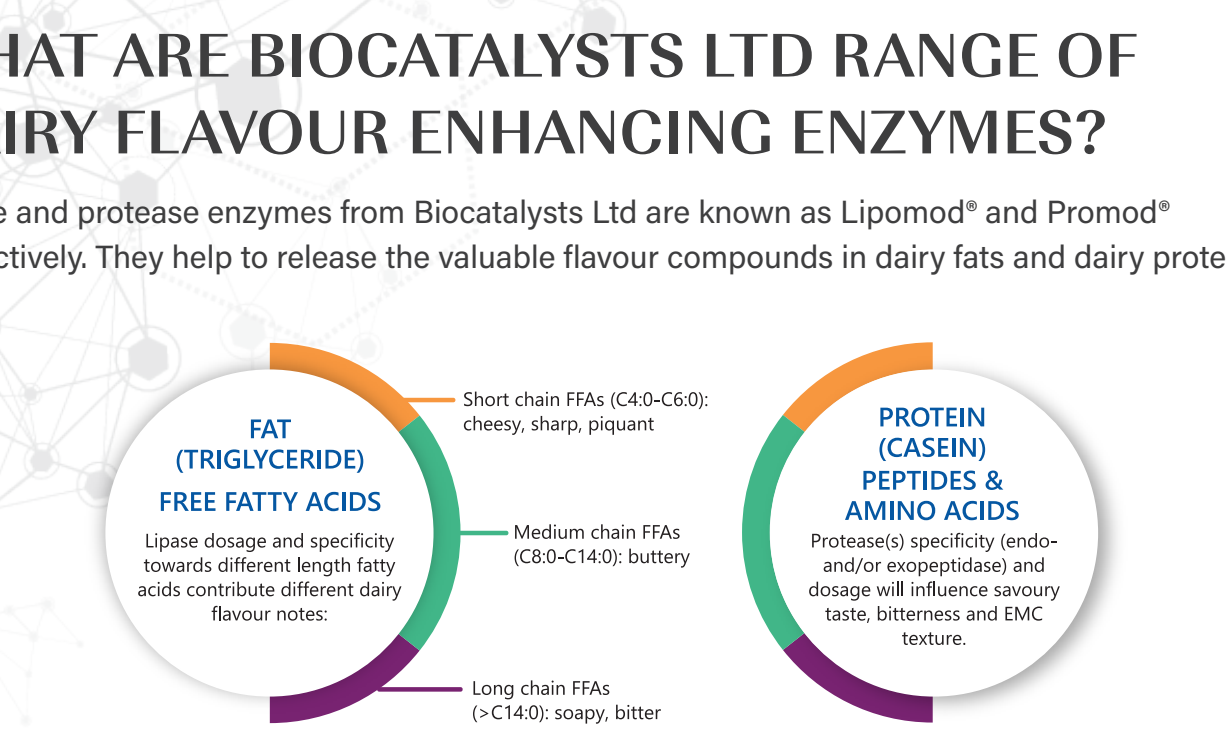 HAT ARE BIOCATALYSTS LTD RANGE OF
IRY FLAVOUR ENHANCING ENZYMES?
e and protease enzymes from Biocatalysts Ltd are known as Lipomod® and Promod®
ctively. They help to release the valuable flavour compounds in dairy fats and dairy prote
FAT
(TRIGLYCERIDE)
FREE FATTY ACIDS
Lipase dosage and specificity
towards different length fatty
acids contribute different dairy
flavour notes:
Short chain FFAs (C4:0-C6:0):
cheesy, sharp, piquant
Medium chain FFAs
(C8:0-C14:0): buttery
Long chain FFAs
(>C14:0): soapy, bitter
PROTEIN
(CASEIN)
PEPTIDES &
AMINO ACIDS
Protease(s) specificity (endo-
and/or exopeptidase) and
dosage will influence savoury
taste, bitterness and EMC
texture.